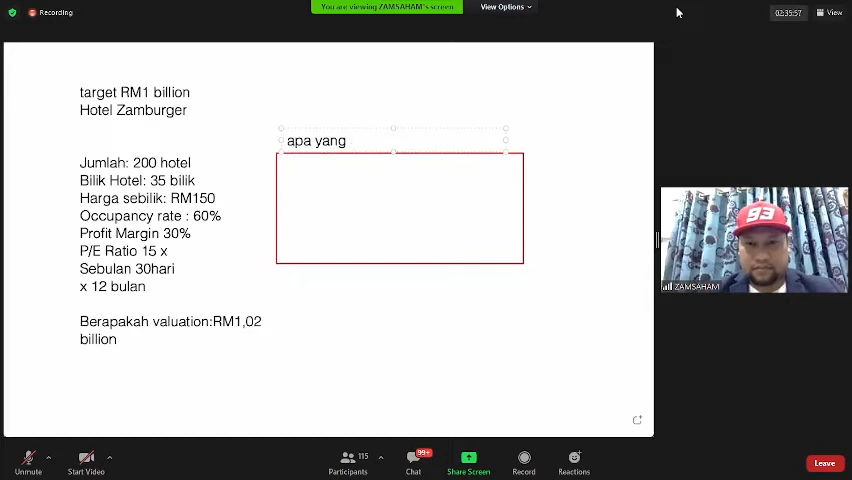 Recording
You are viewing ZAMSAHAM's screen
View Options
02:35:57
View
target RM1 billion
Hotel Zamburger
apa yang
Jumlah: 200 hotel
Bilik Hotel: 35 bilik
Harga sebilik: RM150
Occupancy rate : 60%
Profit Margin 30%
P/E Ratio 15 x
Sebulan 30hari
x 12 bulan
Berapakah valuation:RM1,02
billion
93
ZAMSAHAM
Unmute
Start Video
115
Participants
99+
Chat
Share Screen
Record
Reactions
Leave